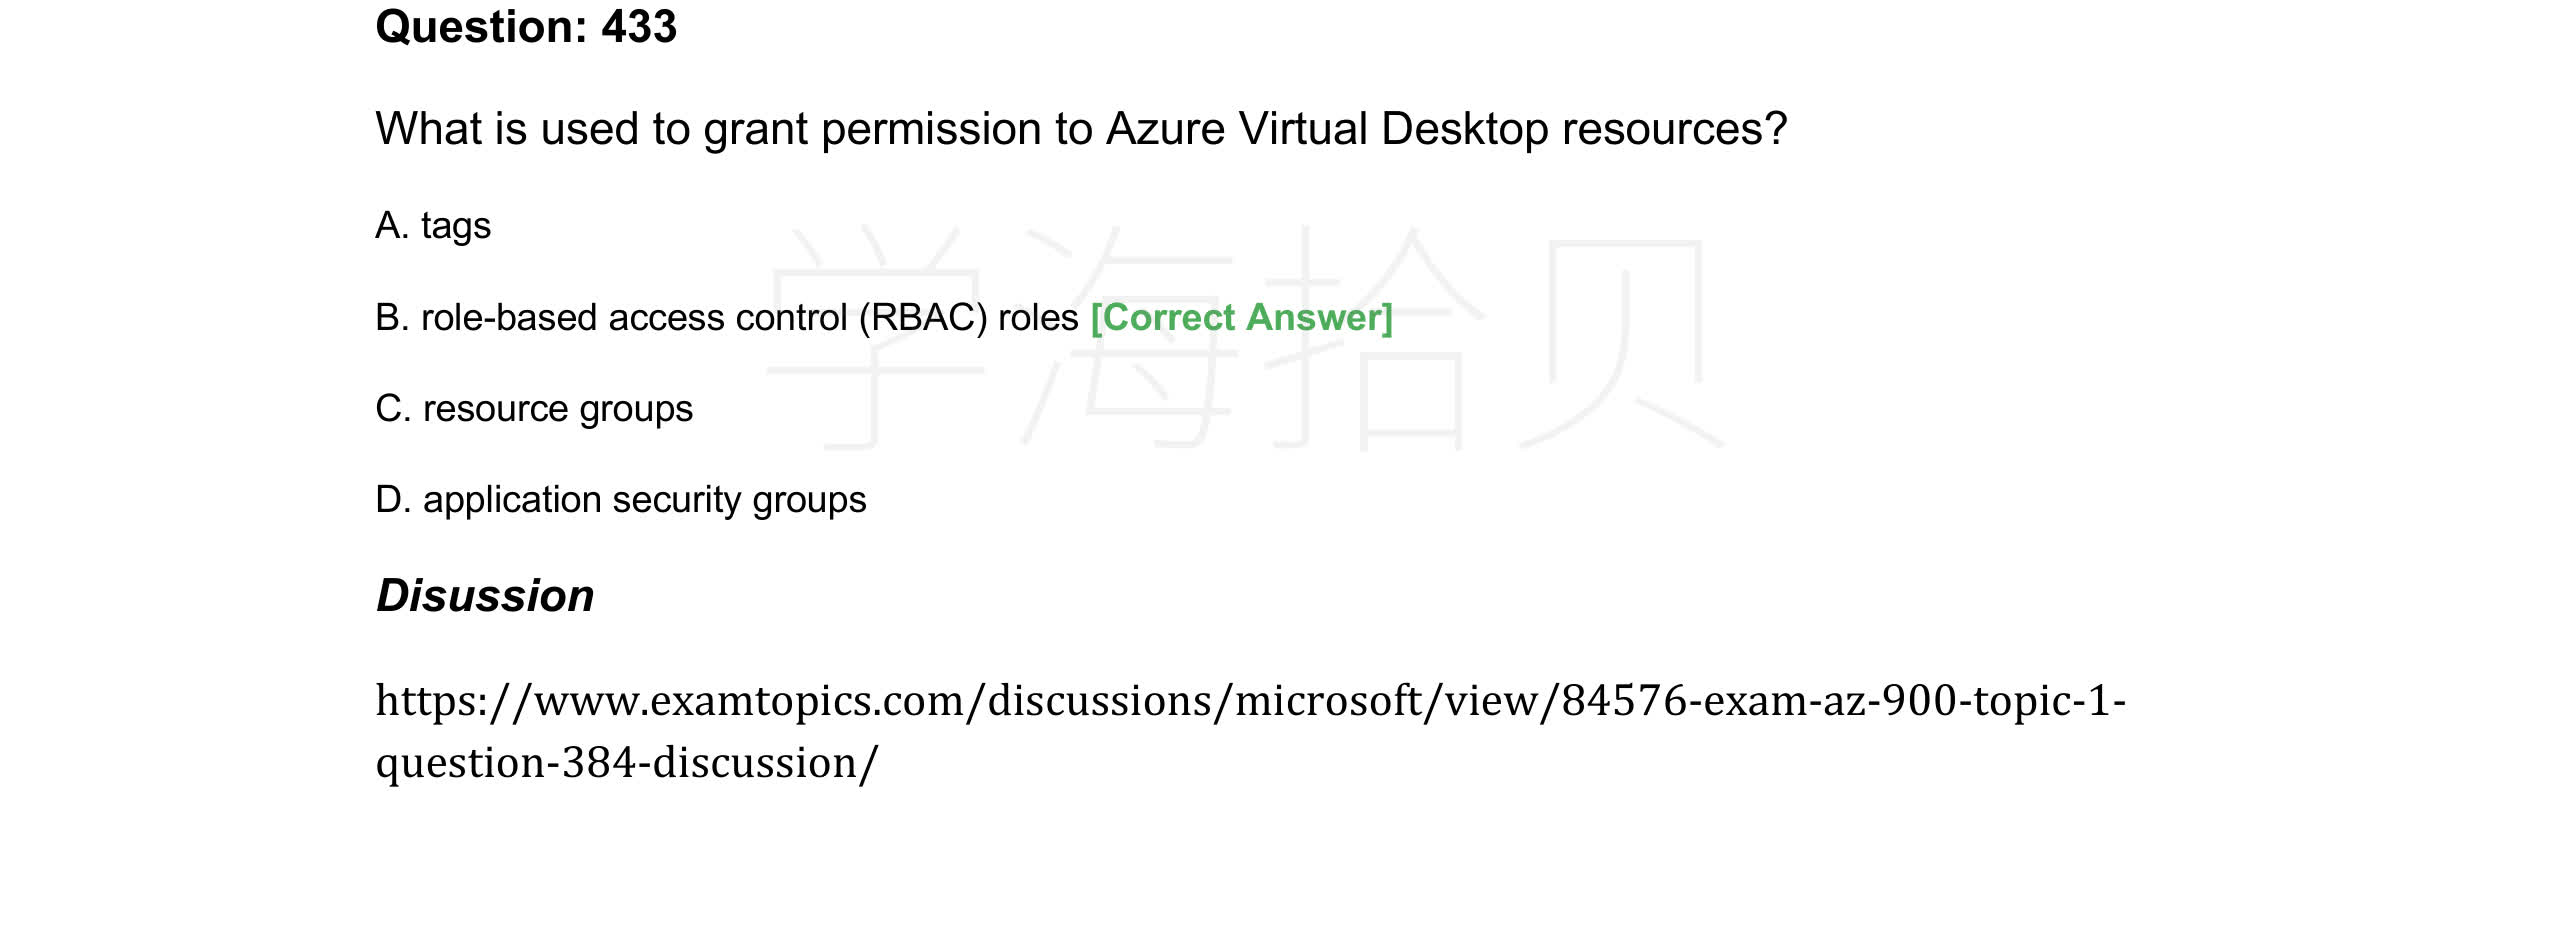 Question: 433
What is used to grant permission to Azure Virtual Desktop resources?
A. tags
B. role-based access control (RBAC) roles [Correct Answer]
C. resource groups
D. application security groups
学海拾贝
Disussion
https://www.examtopics.com/discussions/microsoft/view/84576-exam-az-900-topic-1-
question-384-discussion/